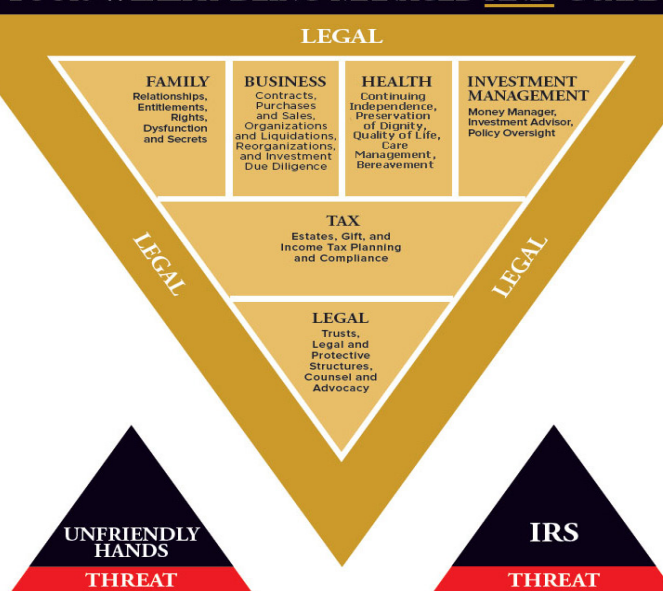 AND
LEGAL
FAMILY
Relationships,
Entitlements,
Rights,
Dysfunction
and Secrets
BUSINESS
Contracts,
Purchases
and Sales,
Organizations
and Liquidations,
Reorganizations,
and Investment
Due Diligence
HEALTH
Continuing
Independence,
Preservation
of Dignity,
Quality of Life,
Care
Management,
Bereavement
INVESTMENT
MANAGEMENT
Money Manager,
Investment Advisor,
Policy Oversight
TAX
Estates, Gift, and
Income Tax Planning
and Compliance
LEGAL
LEGAL
LEGAL
Trusts,
Legal and
Protective
Structures,
Counsel and
Advocacy
UNFRIENDLY
HANDS
THREAT
IRS
THREAT